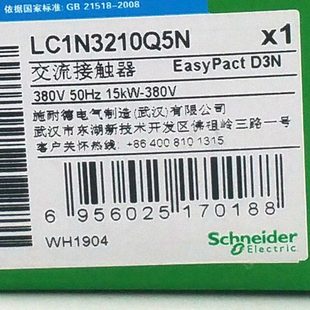 依据国家标准: GB 21518-2008
LC1N3210Q5N x1
交流接触器 EasyPact D3N
380V 50Hz 15kW-380V
施耐德电气制造(武汉)有限公司
武汉市东湖新技术开发区佛祖岭三路一号
客户关怀热线: +86 400 810 1315
6 956025 170188
WH1904
Schneider
Electric